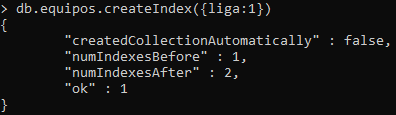 > db.equipos.createIndex({liga:1})
{
        "createdCollectionAutomatically" : false,
        "numIndexesBefore" : 1,
        "numIndexesAfter" : 2,
        "ok" : 1
}